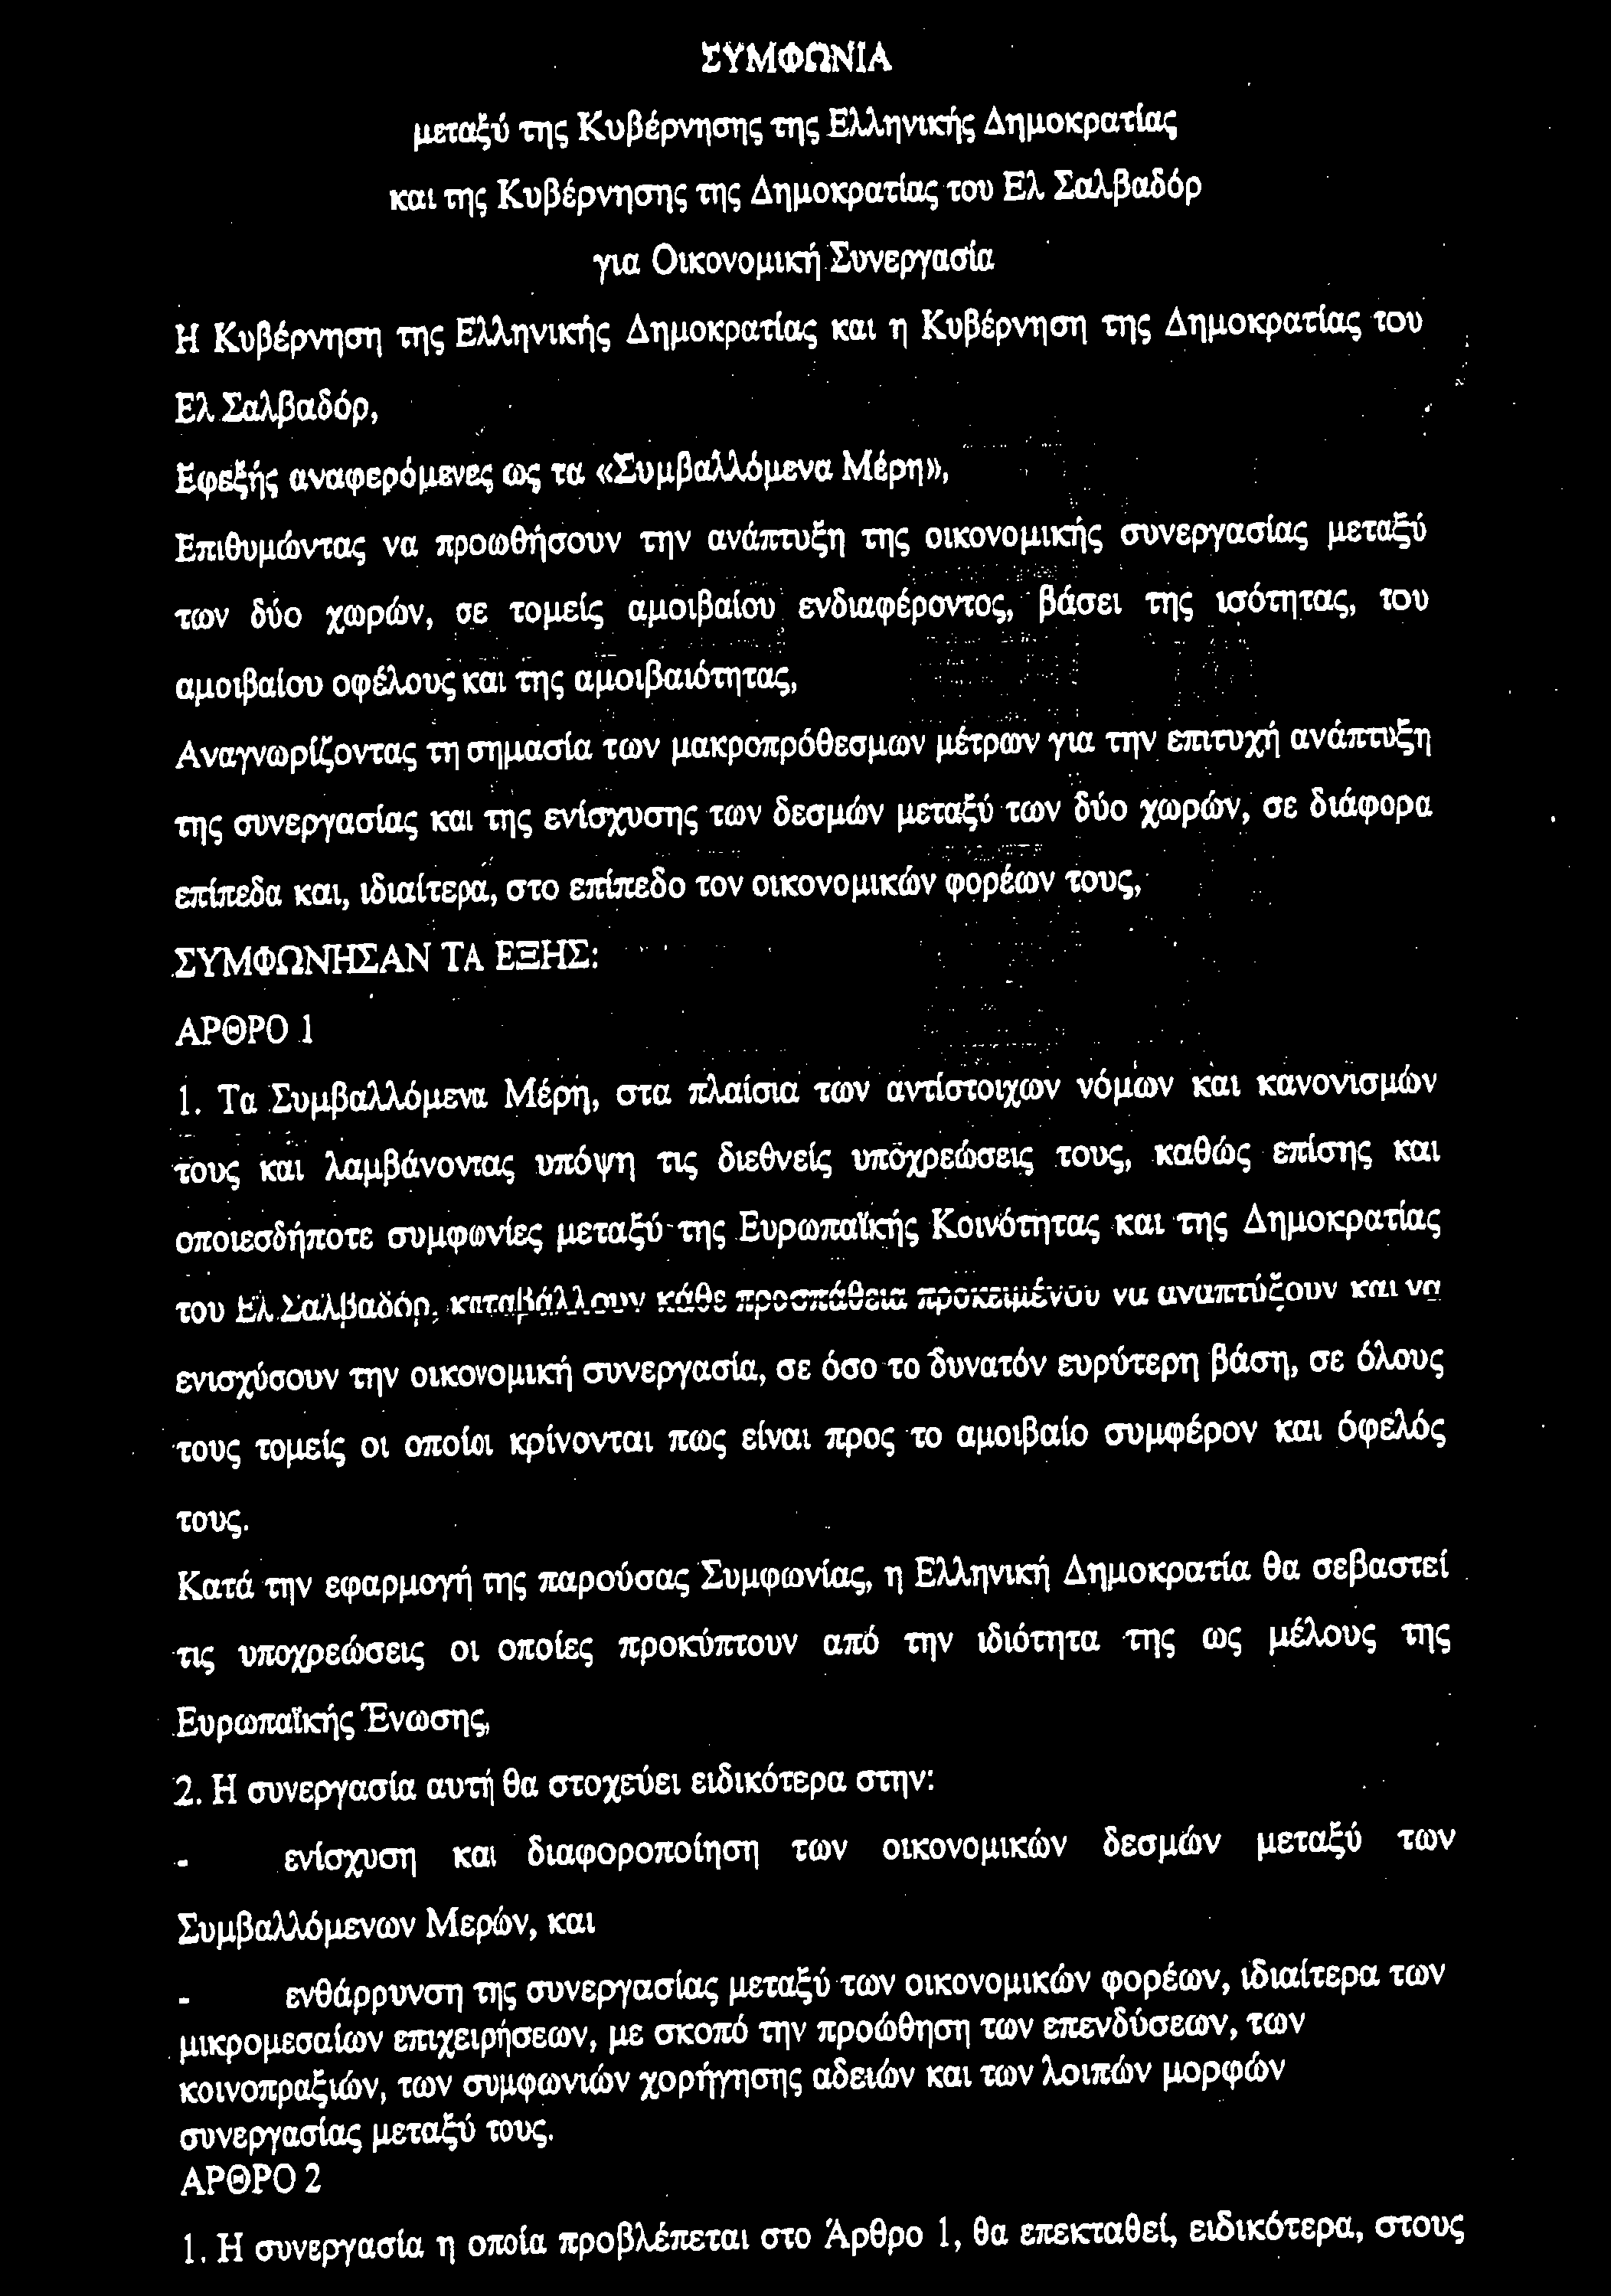 ΣΥΜΦΩΝΙΑ
μεταξύ της Κυβέρνησης της Ελληνικής Δημοκρατίας
και της Κυβέρνησης της Δημοκρατίας του Ελ Σαλβαδόρ
για Οικονομική Συνεργασία
Η Κυβέρνηση της Ελληνικής Δημοκρατίας και η Κυβέρνηση της Δημοκρατίας του
Ελ Σαλβαδόρ,
Εφεξής αναφερόμενες ως τα «Συμβαλλόμενα Μέρη»,
Επιθυμώντας να προωθήσουν την ανάπτυξη της οικονομικής συνεργασίας μεταξύ
των δύο χωρών, σε τομείς αμοιβαίου ενδιαφέροντος, βάσει της ισότητας, του
αμοιβαίου οφέλους και της αμοιβαιότητας,
Αναγνωρίζοντας τη σημασία των μακροπρόθεσμων μέτρων για την επιτυχή ανάπτυξη
της συνεργασίας και της ενίσχυσης των δεσμών μεταξύ των δύο χωρών, σε διάφορα
επίπεδα και, ιδιαίτερα, στο επίπεδο τον οικονομικών φορέων τους,
ΣΥΜΦΩΝΗΣΑΝ ΤΑ ΕΞΗΣ:
ΑΡΘΡΟ 1
1. Τα Συμβαλλόμενα Μέρη, στα πλαίσια των αντίστοιχων νόμων και κανονισμών
τους και λαμβάνοντας υπόψη τις διεθνείς υποχρεώσεις τους, καθώς επίσης και
οποιεσδήποτε συμφωνίες μεταξύ της Ευρωπαϊκής Κοινότητας και της Δημοκρατίας
του Ελ Σαλβαδόρ, καταβάλλουν κάθε προσπάθεια προκειμένου να αναπτύξουν και να
ενισχύσουν την οικονομική συνεργασία, σε όσο το δυνατόν ευρύτερη βάση, σε όλους
τους τομείς οι οποίοι κρίνονται πως είναι προς το αμοιβαίο συμφέρον και όφελός
τους.
Κατά την εφαρμογή της παρούσας Συμφωνίας, η Ελληνική Δημοκρατία θα σεβαστεί
τις υποχρεώσεις οι οποίες προκύπτουν από την ιδιότητα της ως μέλους της
Ευρωπαϊκής Ένωσης,
2. Η συνεργασία αυτή θα στοχεύει ειδικότερα στην:
- ενίσχυση και διαφοροποίηση των οικονομικών δεσμών μεταξύ των
Συμβαλλόμενων Μερών, και
- ενθάρρυνση της συνεργασίας μεταξύ των οικονομικών φορέων, ιδιαίτερα των
μικρομεσαίων επιχειρήσεων, με σκοπό την προώθηση των επενδύσεων, των
κοινοπραξιών, των συμφωνιών χορήγησης αδειών και των λοιπών μορφών
συνεργασίας μεταξύ τους.
ΑΡΘΡΟ 2
1. Η συνεργασία η οποία προβλέπεται στο Άρθρο 1, θα επεκταθεί, ειδικότερα, στους